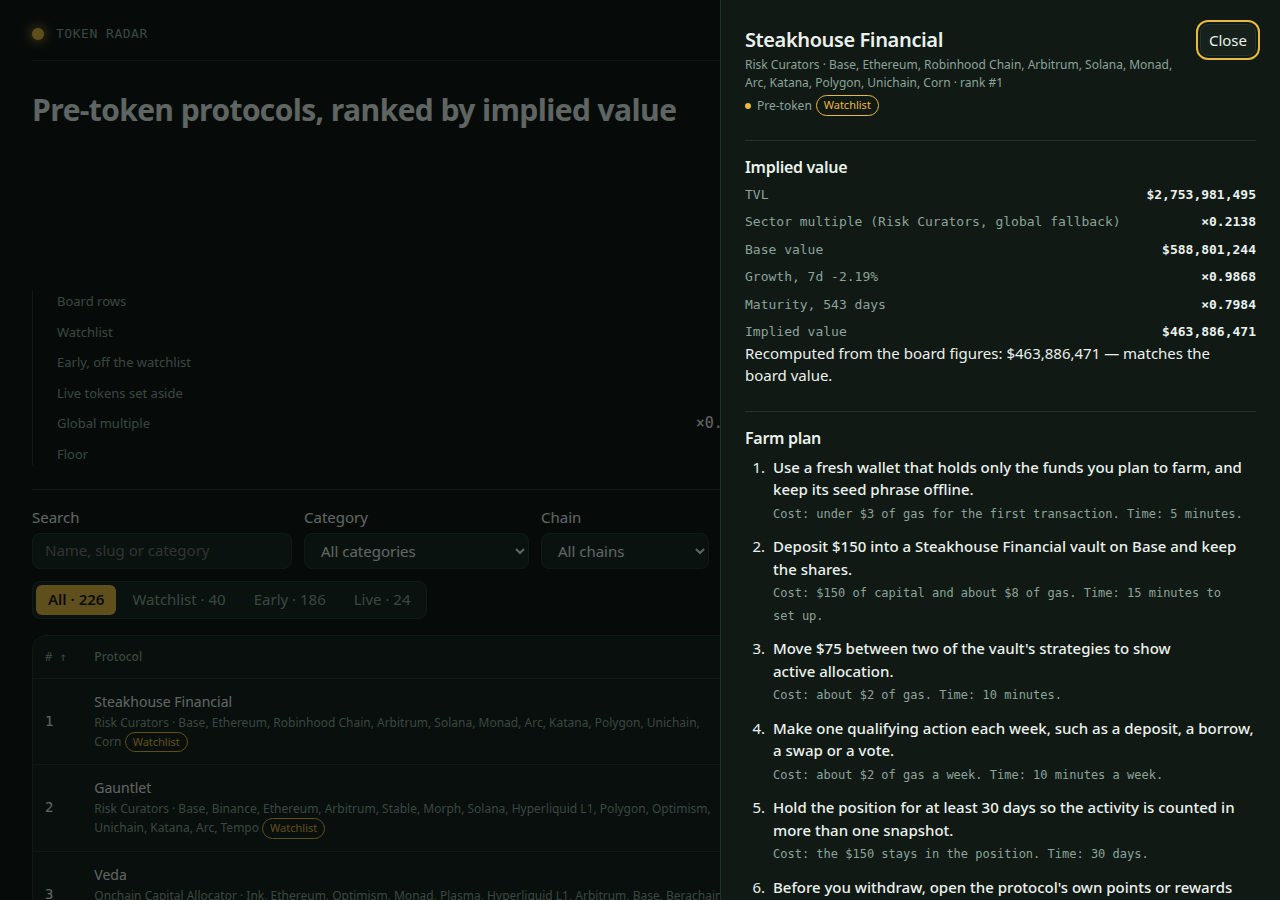 TOKEN RADAR
Pre-token protocols, ranked by implied value
Board rows
Watchlist
Early, off the watchlist
Live tokens set aside
Global multiple
×0.
Floor
Search
Category
Chain
Name, slug or category
All categories
All chains
All · 226
Watchlist · 40
Early · 186
Live · 24
# ↑
Protocol
1
Steakhouse Financial
Risk Curators · Base, Ethereum, Robinhood Chain, Arbitrum, Solana, Monad, Arc, Katana, Polygon, Unichain,
Corn Watchlist
2
Gauntlet
Risk Curators · Base, Binance, Ethereum, Arbitrum, Stable, Morph, Solana, Hyperliquid L1, Polygon, Optimism,
Unichain, Katana, Arc, Tempo Watchlist
3
Veda
Onchain Capital Allocator · Ink, Ethereum, Optimism, Monad, Plasma, Hyperliquid L1, Arbitrum, Base, Berachain
Steakhouse Financial
Close
Risk Curators · Base, Ethereum, Robinhood Chain, Arbitrum, Solana, Monad,
Arc, Katana, Polygon, Unichain, Corn · rank #1
Pre-token Watchlist
Implied value
TVL $2,753,981,495
Sector multiple (Risk Curators, global fallback) ×0.2138
Base value $588,801,244
Growth, 7d -2.19% ×0.9868
Maturity, 543 days ×0.7984
Implied value $463,886,471
Recomputed from the board figures: $463,886,471 — matches the
board value.
Farm plan
1. Use a fresh wallet that holds only the funds you plan to farm, and
keep its seed phrase offline.
Cost: under $3 of gas for the first transaction. Time: 5 minutes.
2. Deposit $150 into a Steakhouse Financial vault on Base and keep
the shares.
Cost: $150 of capital and about $8 of gas. Time: 15 minutes to
set up.
3. Move $75 between two of the vault's strategies to show
active allocation.
Cost: about $2 of gas. Time: 10 minutes.
4. Make one qualifying action each week, such as a deposit, a borrow,
a swap or a vote.
Cost: about $2 of gas a week. Time: 10 minutes a week.
5. Hold the position for at least 30 days so the activity is counted in
more than one snapshot.
Cost: the $150 stays in the position. Time: 30 days.
6. Before you withdraw, open the protocol's own points or rewards